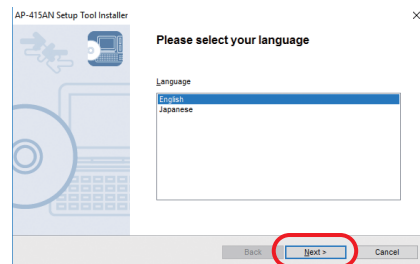 AP-415AN Setup Tool Installer
Please select your language
Language
English
Japanese
Back
Next >
Cancel